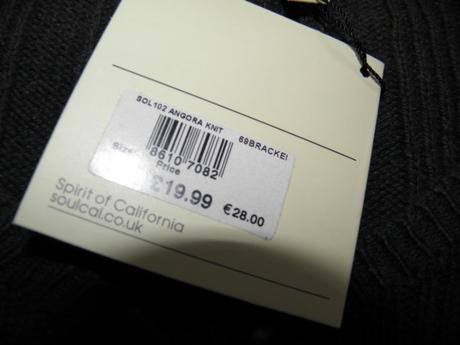 SOL102 ANGORA KNIT 69BRACKEI
8610 7082
Size
Price
£19.99 €28.00
Spirit of California
soulcal.co.uk